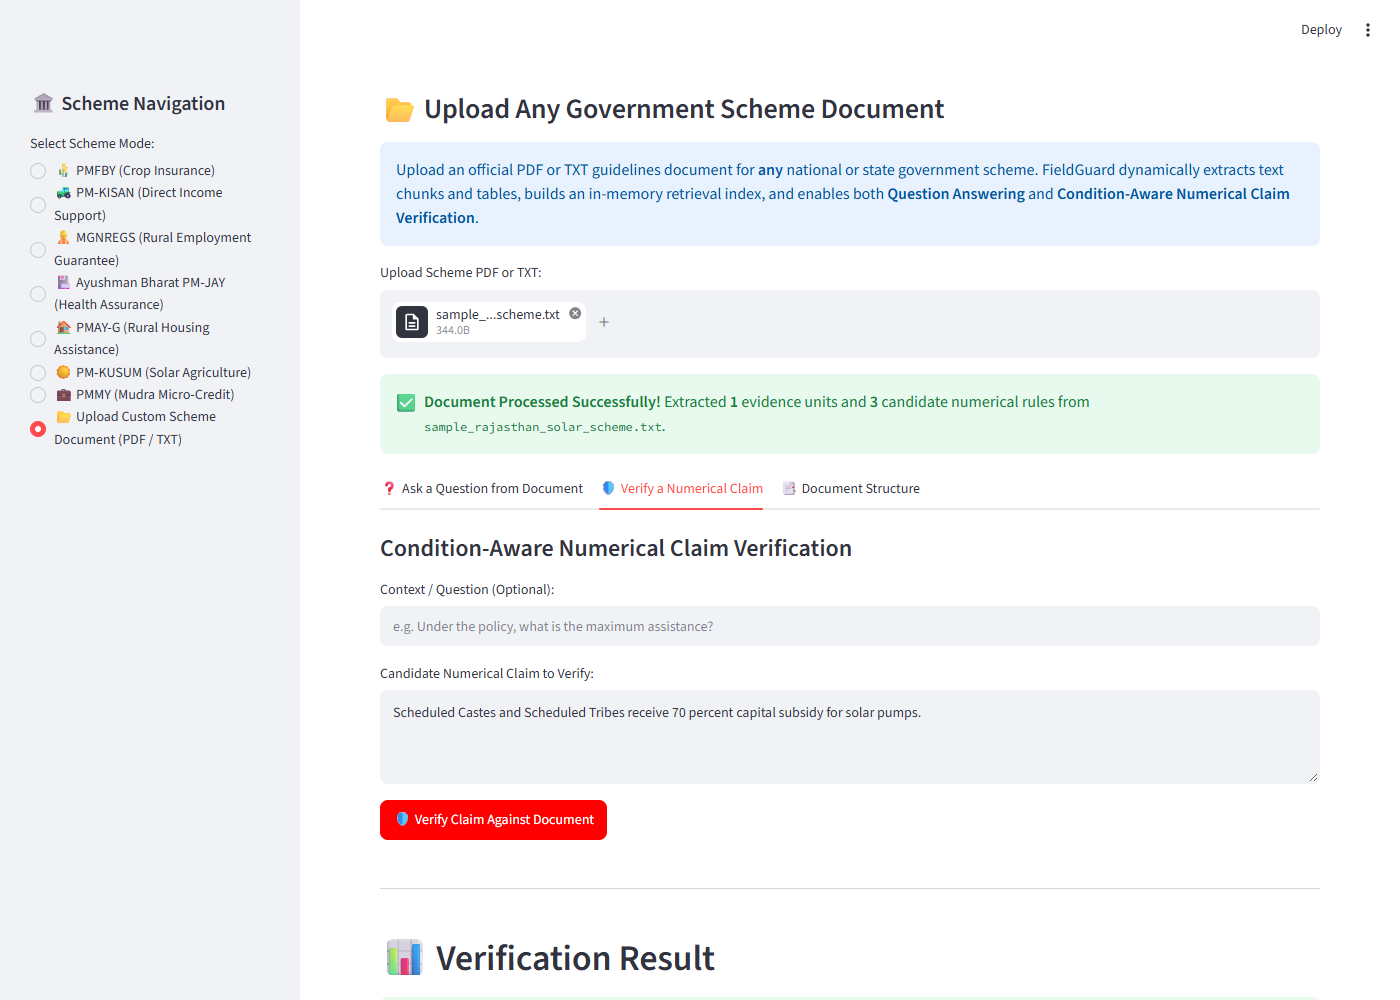 Deploy
Scheme Navigation
Select Scheme Mode:
PMFBY (Crop Insurance)
PM-KISAN (Direct Income
Support)
MGNREGS (Rural Employment
Guarantee)
Ayushman Bharat PM-JAY
(Health Assurance)
PMAY-G (Rural Housing
Assistance)
PM-KUSUM (Solar Agriculture)
PMMY (Mudra Micro-Credit)
Upload Custom Scheme
Document (PDF / TXT)
Upload Any Government Scheme Document
Upload an official PDF or TXT guidelines document for any national or state government scheme. FieldGuard dynamically extracts text
chunks and tables, builds an in-memory retrieval index, and enables both Question Answering and Condition-Aware Numerical Claim
Verification.
Upload Scheme PDF or TXT:
sample_...scheme.txt
344.0B
Document Processed Successfully! Extracted 1 evidence units and 3 candidate numerical rules from
sample_rajasthan_solar_scheme.txt.
Ask a Question from Document
Verify a Numerical Claim
Document Structure
Condition-Aware Numerical Claim Verification
Context / Question (Optional):
e.g. Under the policy, what is the maximum assistance?
Candidate Numerical Claim to Verify:
Scheduled Castes and Scheduled Tribes receive 70 percent capital subsidy for solar pumps.
Verify Claim Against Document
Verification Result